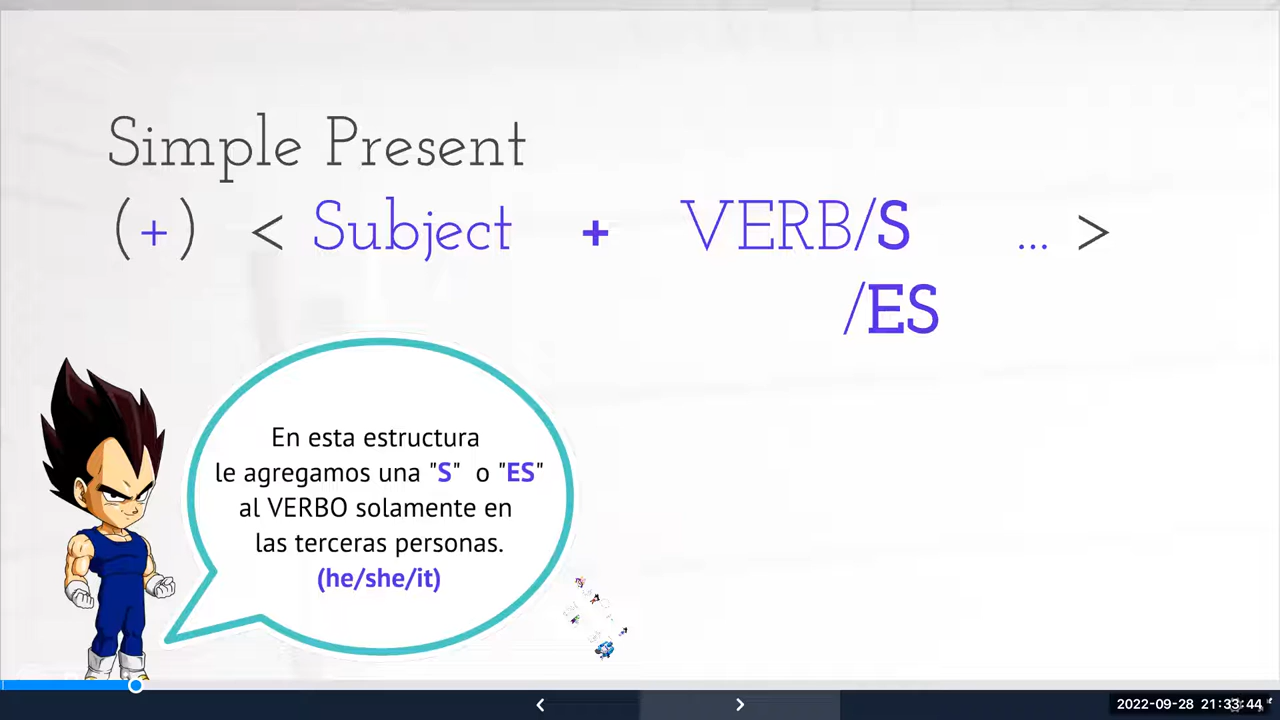 Simple Present
(+) < Subject + VERB/S ... >
/ES
En esta estructura
le agregamos una "S" o "ES"
al VERBO solamente en
las terceras personas.
(he/she/it)
2022-09-28 21:33:44